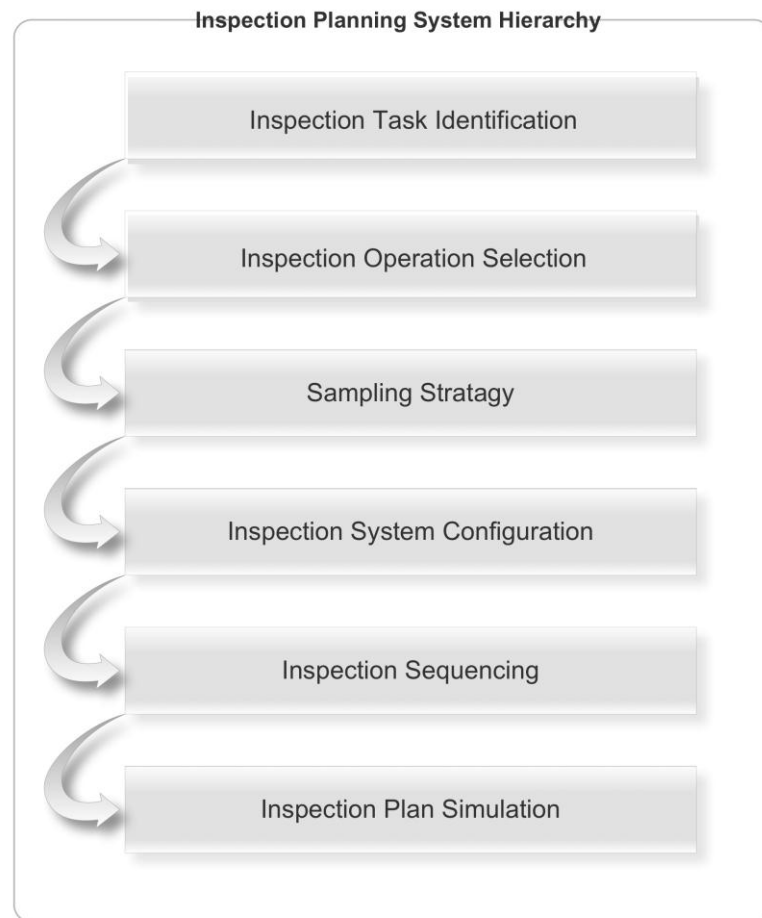 Inspection Planning System Hierarchy
Inspection Task Identification
Inspection Operation Selection
Sampling Stratagy
Inspection System Configuration
Inspection Sequencing
Inspection Plan Simulation